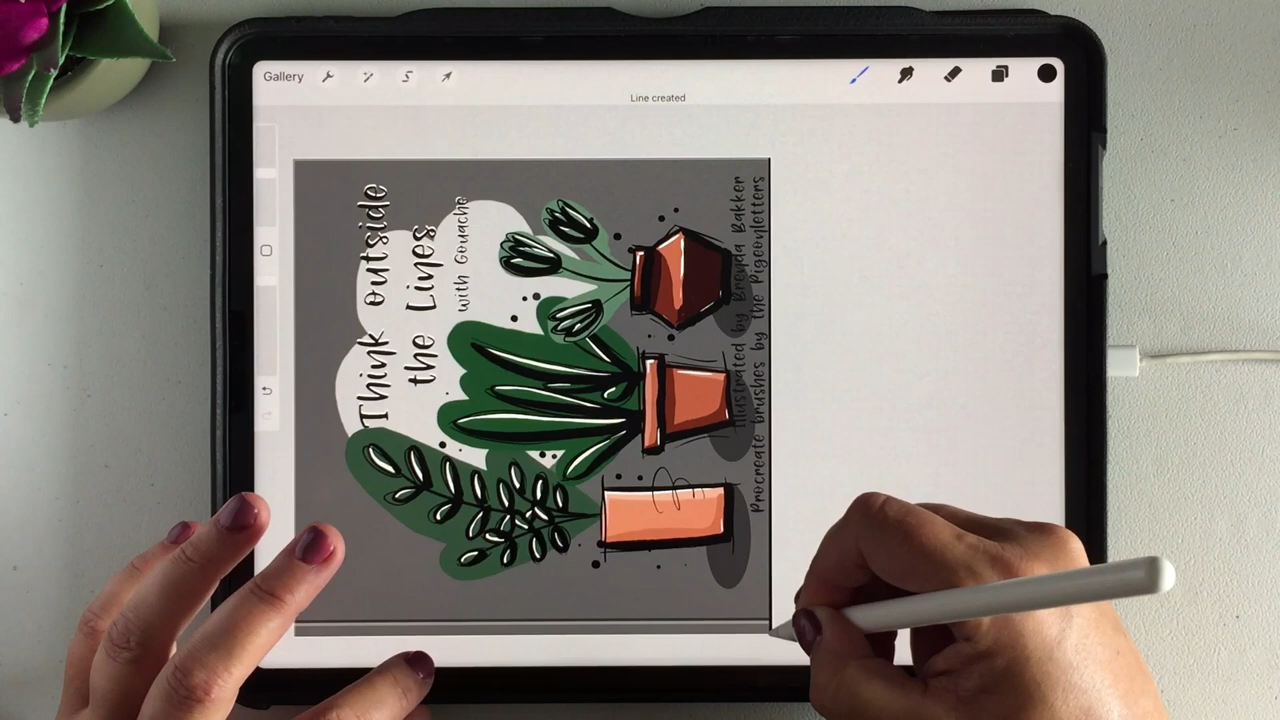 Gallery
Line created
Think outside
the Lines
with Gouache
Illustrated by Brenda Bakker
Procreate brushes by the Pigeonletters